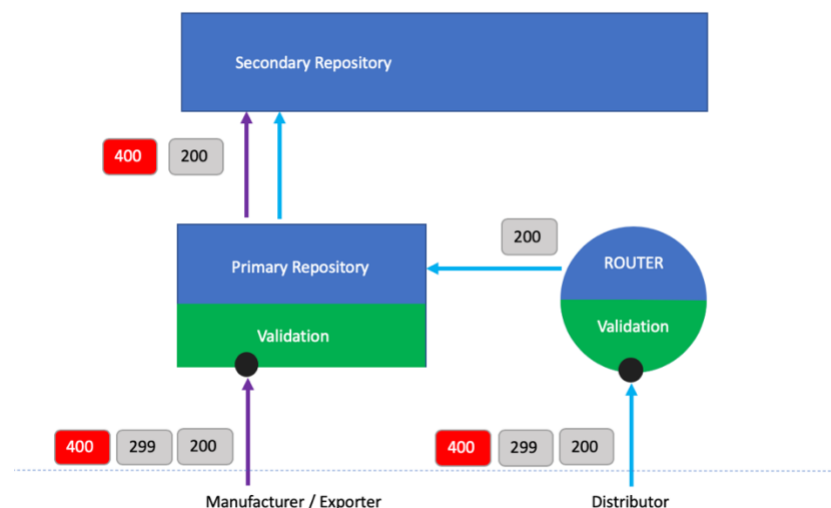 Secondary Repository
400 200
200
Primary Repository
ROUTER
Validation
Validation
400 299 200
400 299 200
Manufacturer / Exporter
Distributor